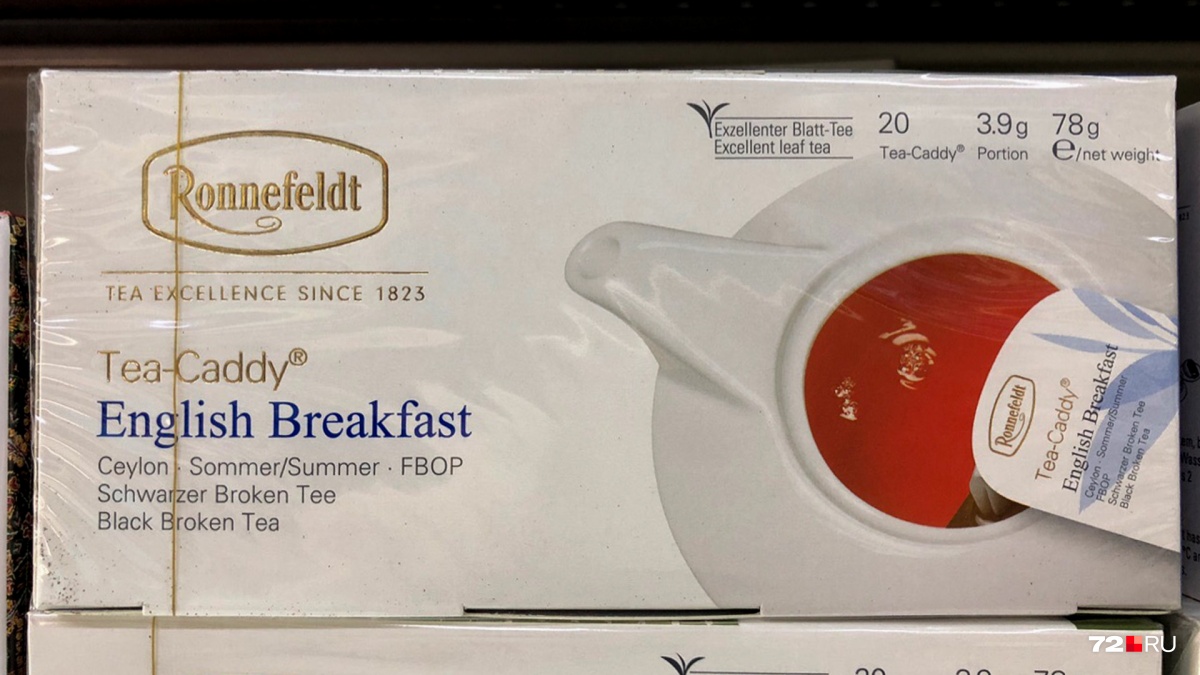 Ronnefeldt
TEA EXCELLENCE SINCE 1823
Tea-Caddy®
English Breakfast
Ceylon · Sommer/Summer · FBOP
Schwarzer Broken Tee
Black Broken Tea
Exzellenter Blatt-Tee
Excellent leaf tea
20
Tea-Caddy®
3.9g
Portion
78g
e/net weight
Ronnefeldt
Tea-Caddy®
English Breakfast
Ceylon · Sommer/Summer
FBOP
Schwarzer Broken Tee
Black Broken Tea
72.RU